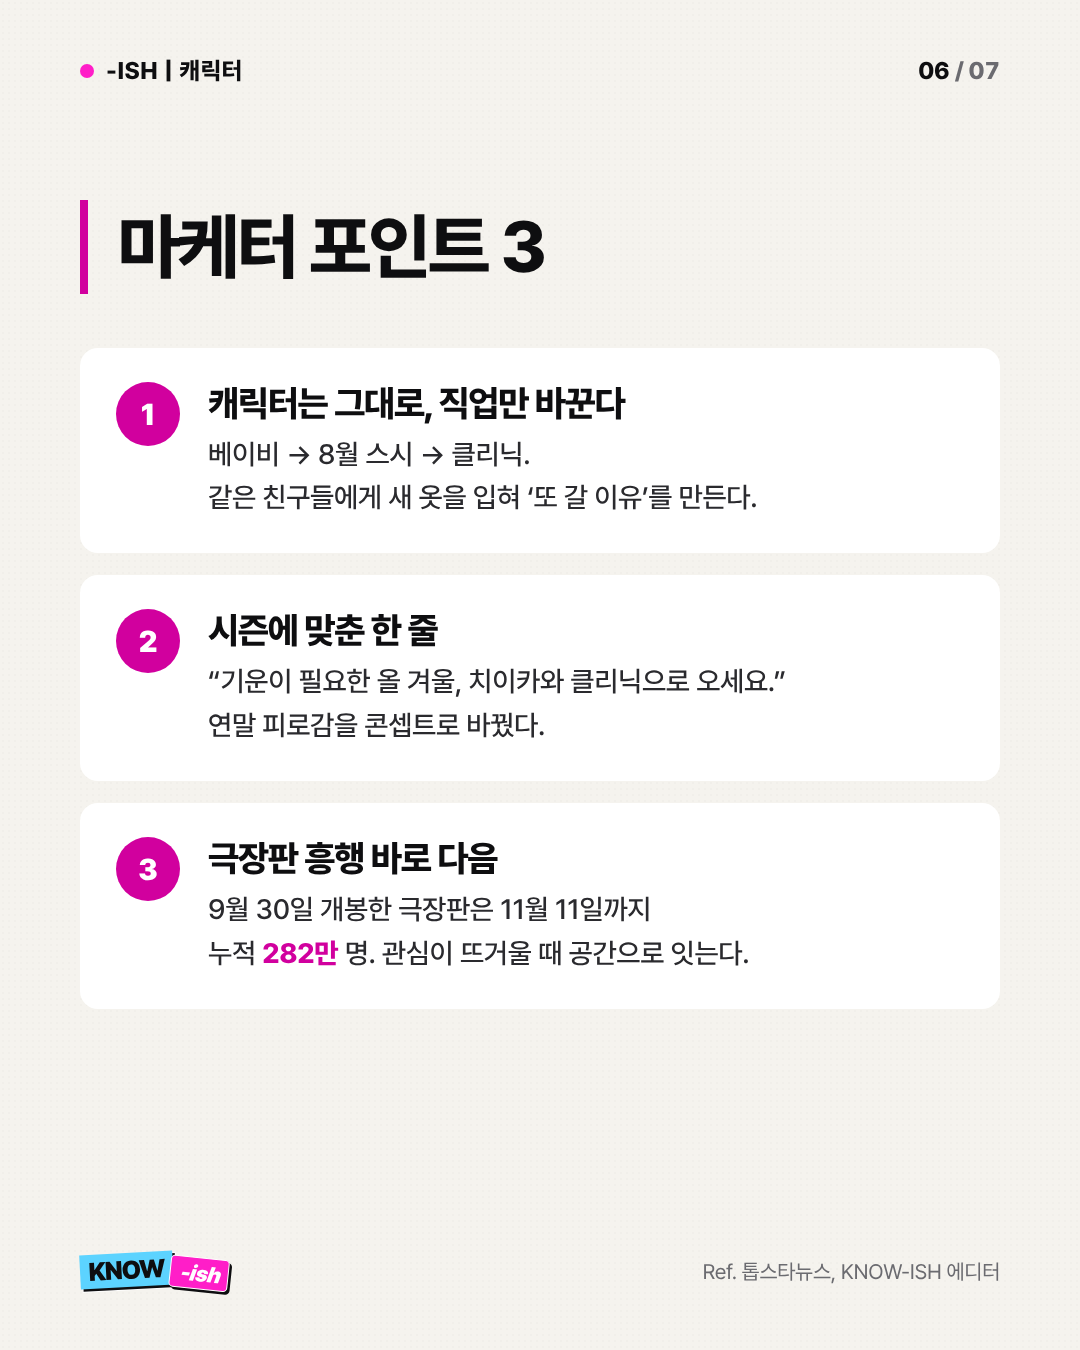 -ISH | 캐릭터
06 / 07
마케터 포인트 3
1
캐릭터는 그대로, 직업만 바꾼다
베이비 → 8월 스시 → 클리닉.
같은 친구들에게 새 옷을 입혀 ‘또 갈 이유’를 만든다.
2
시즌에 맞춘 한 줄
“기운이 필요한 올 겨울, 치이카와 클리닉으로 오세요.”
연말 피로감을 콘셉트로 바꿨다.
3
극장판 흥행 바로 다음
9월 30일 개봉한 극장판은 11월 11일까지
누적 282만 명. 관심이 뜨거울 때 공간으로 잇는다.
KNOW -ish
Ref. 톱스타뉴스, KNOW-ISH 에디터